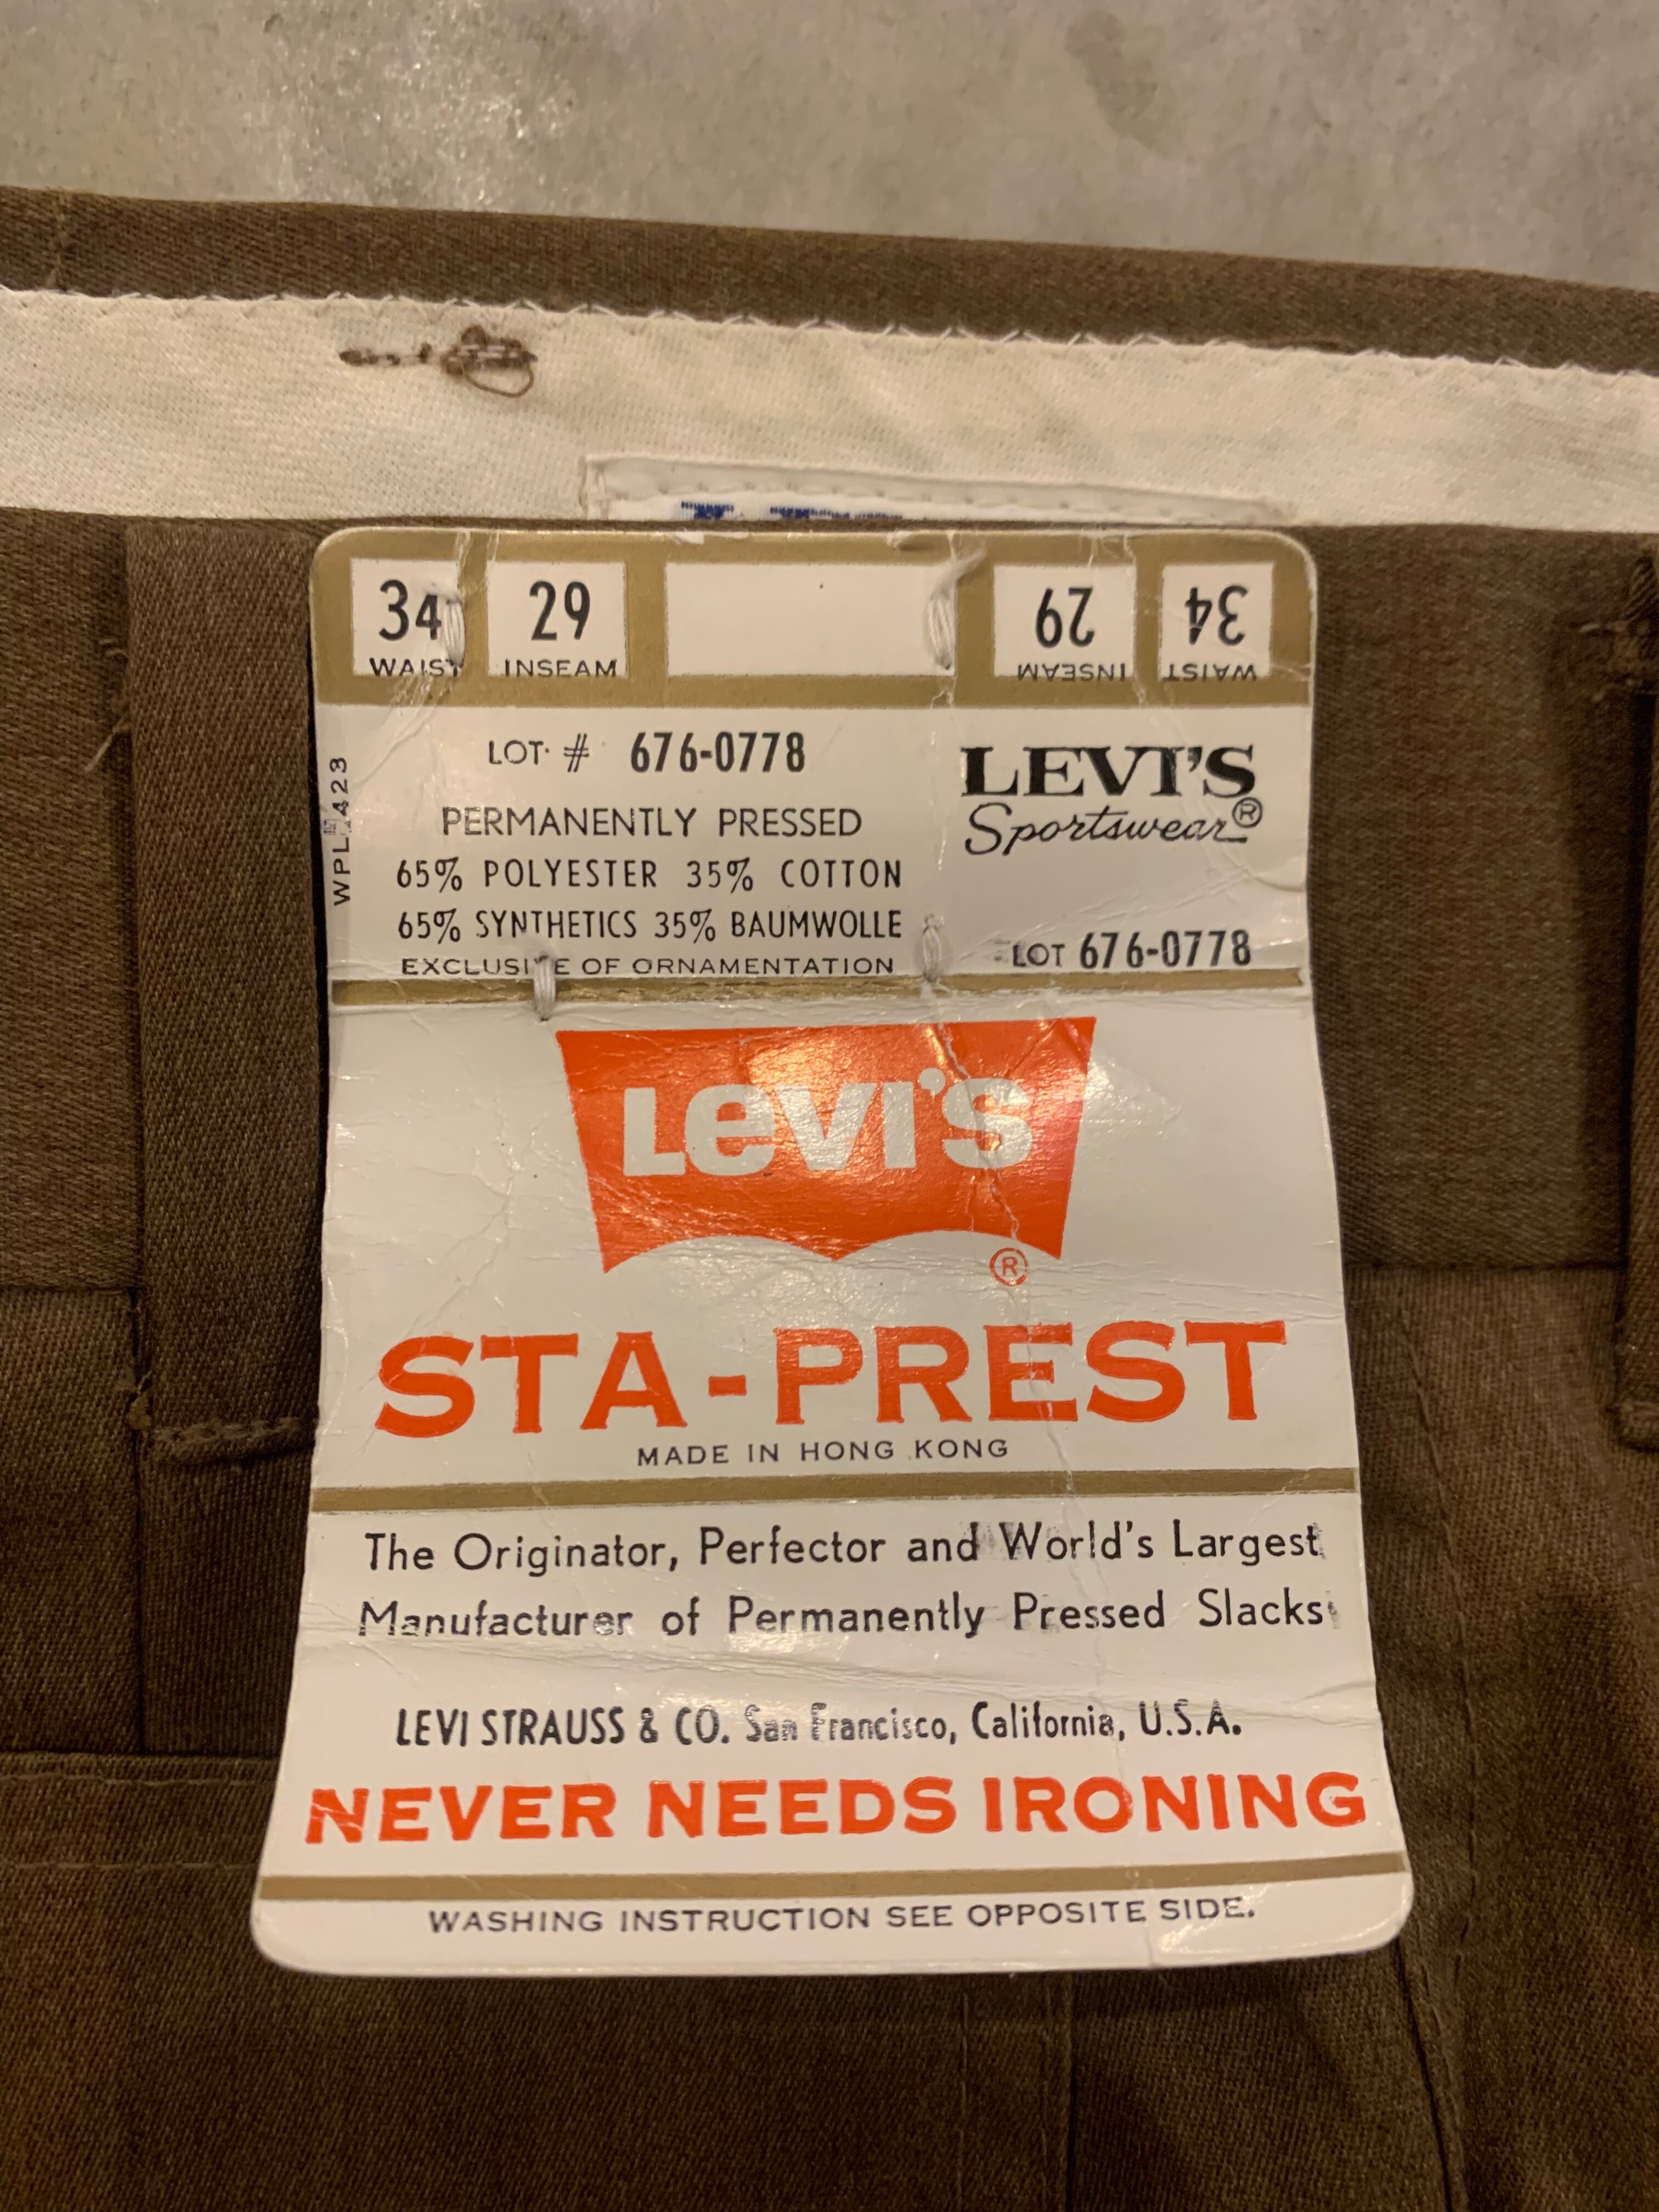 34 29 29 34
WAIST INSEAM INSEAM WAIST
LOT # 676-0778
PERMANENTLY PRESSED
65% POLYESTER 35% COTTON
65% SYNTHETICS 35% BAUMWOLLE
EXCLUSIVE OF ORNAMENTATION
LEVI'S
Sportswear®
LOT 676-0778
LEVI'S
®
STA-PREST
MADE IN HONG KONG
The Originator, Perfector and World's Largest
Manufacturer of Permanently Pressed Slacks
LEVI STRAUSS & CO. San Francisco, California, U.S.A.
NEVER NEEDS IRONING
WASHING INSTRUCTION SEE OPPOSITE SIDE.